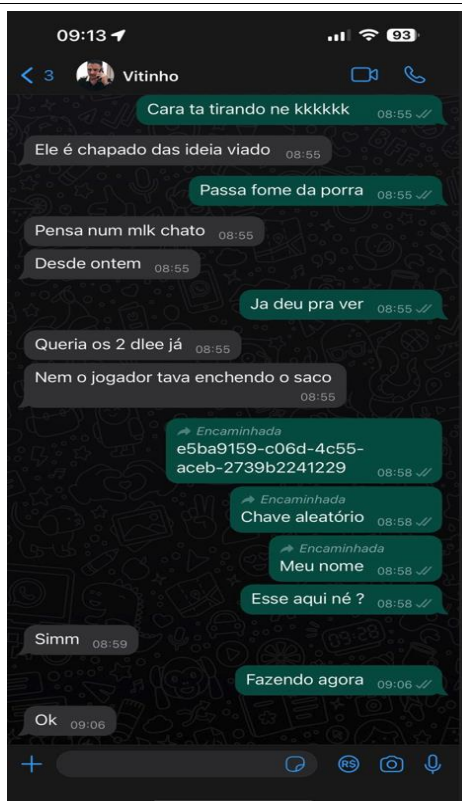 09:13
93
3 Vitinho
Cara ta tirando ne kkkkkk 08:55
Ele é chapado das ideia viado 08:55
Passa fome da porra 08:55
Pensa num mlk chato 08:55
Desde ontem 08:55
Ja deu pra ver 08:55
Queria os 2 dlee já 08:55
Nem o jogador tava enchendo o saco
08:55
Encaminhada
e5ba9159-c06d-4c55-
aceb-2739b2241229 08:58
Encaminhada
Chave aleatório 08:58
Encaminhada
Meu nome 08:58
Esse aqui né ? 08:58
Simm 08:59
Fazendo agora 09:06
Ok 09:06
R$